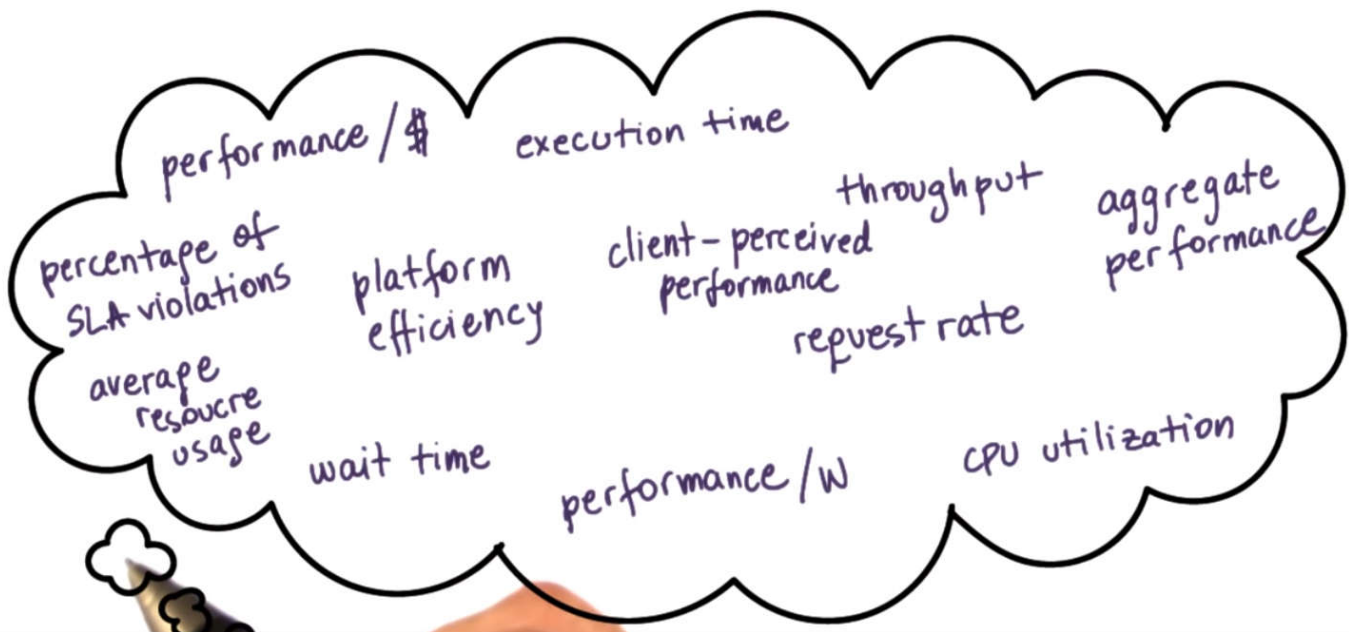 performance/$
execution time
throughput
aggregate
performance
percentage of
SLA violations
platform
efficiency
client-perceived
performance
request rate
average
resoucre
usage
wait time
performance/W
CPU utilization